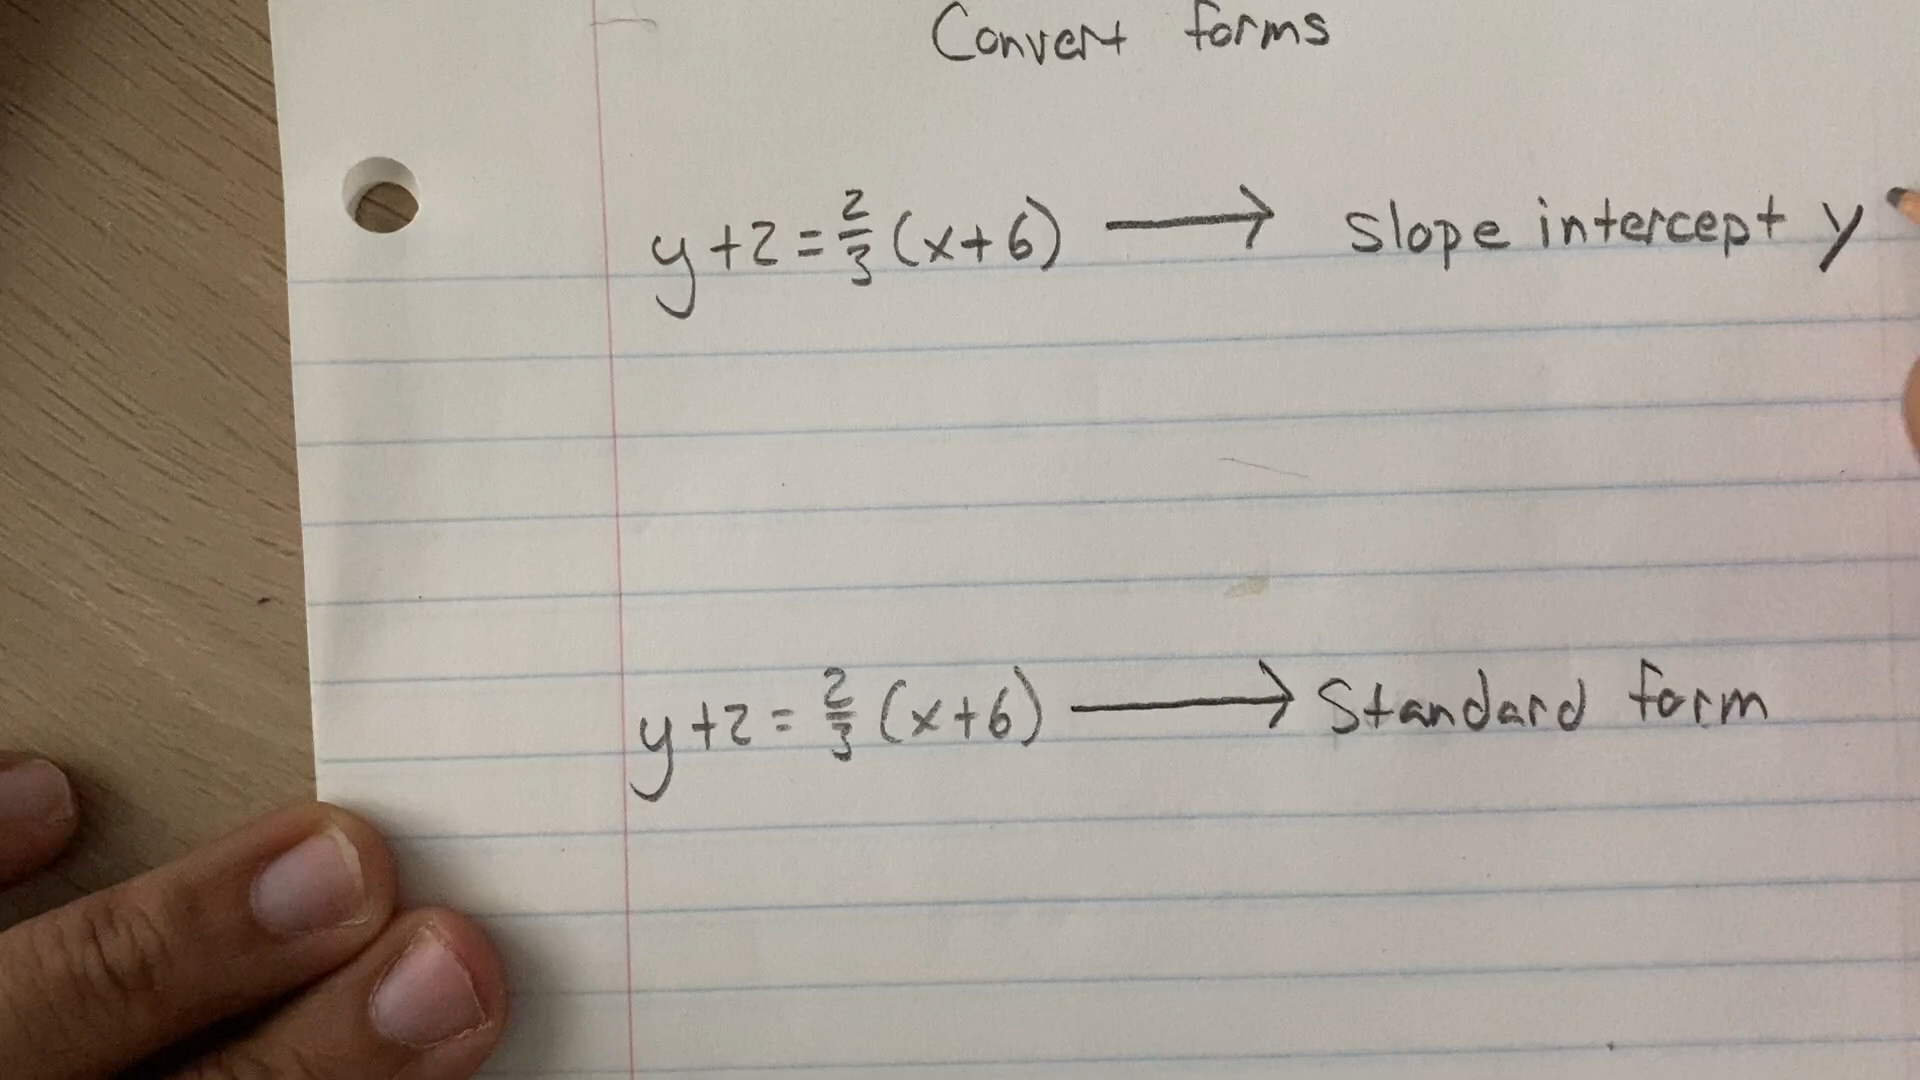 Convert forms
y+2=2/3(x+6) → slope intercept y
y+2=2/3(x+6) → Standard form